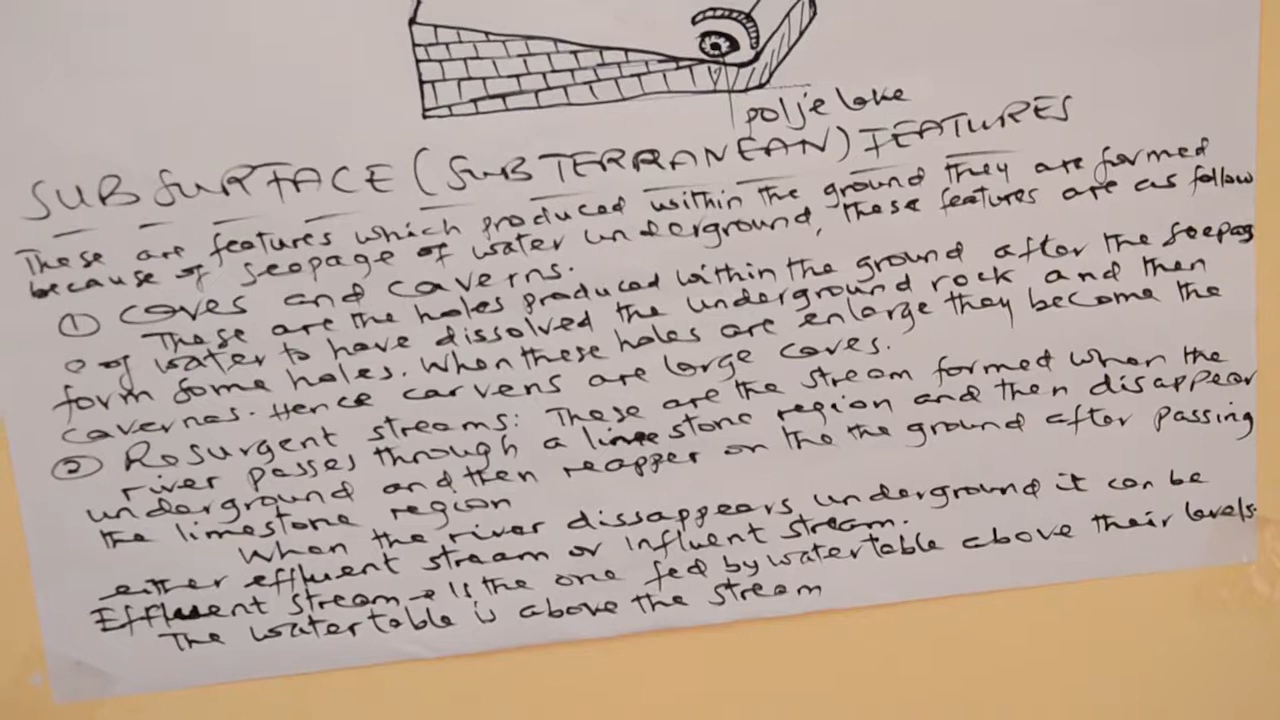 polje lake
SUBSURFACE (SUBTERRANEAN) FEATURES
These are features which produced within the ground they are formed
because of seepage of water underground, these features are as follow
① caves and caverns.
These are the holes produced within the ground after the seepag
o of water to have dissolved the underground rock and then
form some holes. When these holes are enlarge they become the
cavernas. Hence carvens are large caves.
② Resurgent streams: These are the stream formed when the
river passes through a limestone region and then disappear
underground and then reapper on the the ground after passing
the limestone region
When the river dissappears underground it can be
either effluent stream or influent stream.
Effluent stream → Is the one fed by watertable above their levels.
The watertable is above the stream